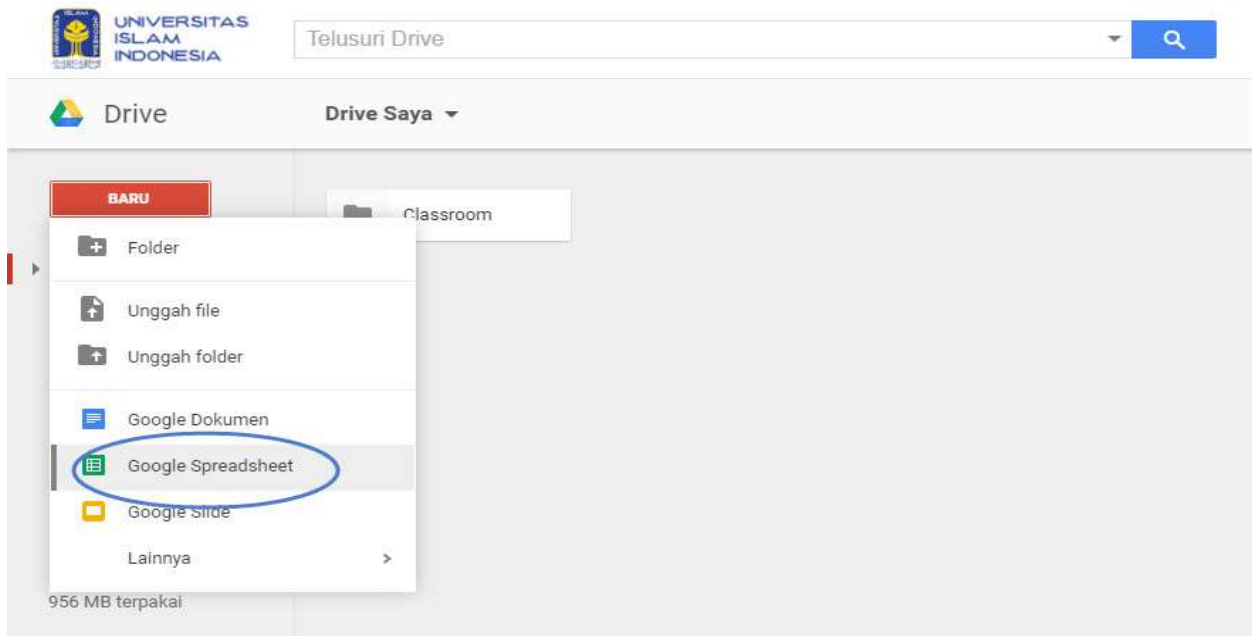 UNIVERSITAS
ISLAM
INDONESIA
Telusuri Drive
Drive
Drive Saya
BARU
Classroom
Folder
Unggah file
Unggah folder
Google Dokumen
Google Spreadsheet
Google Slide
Lainnya
956 MB terpakai